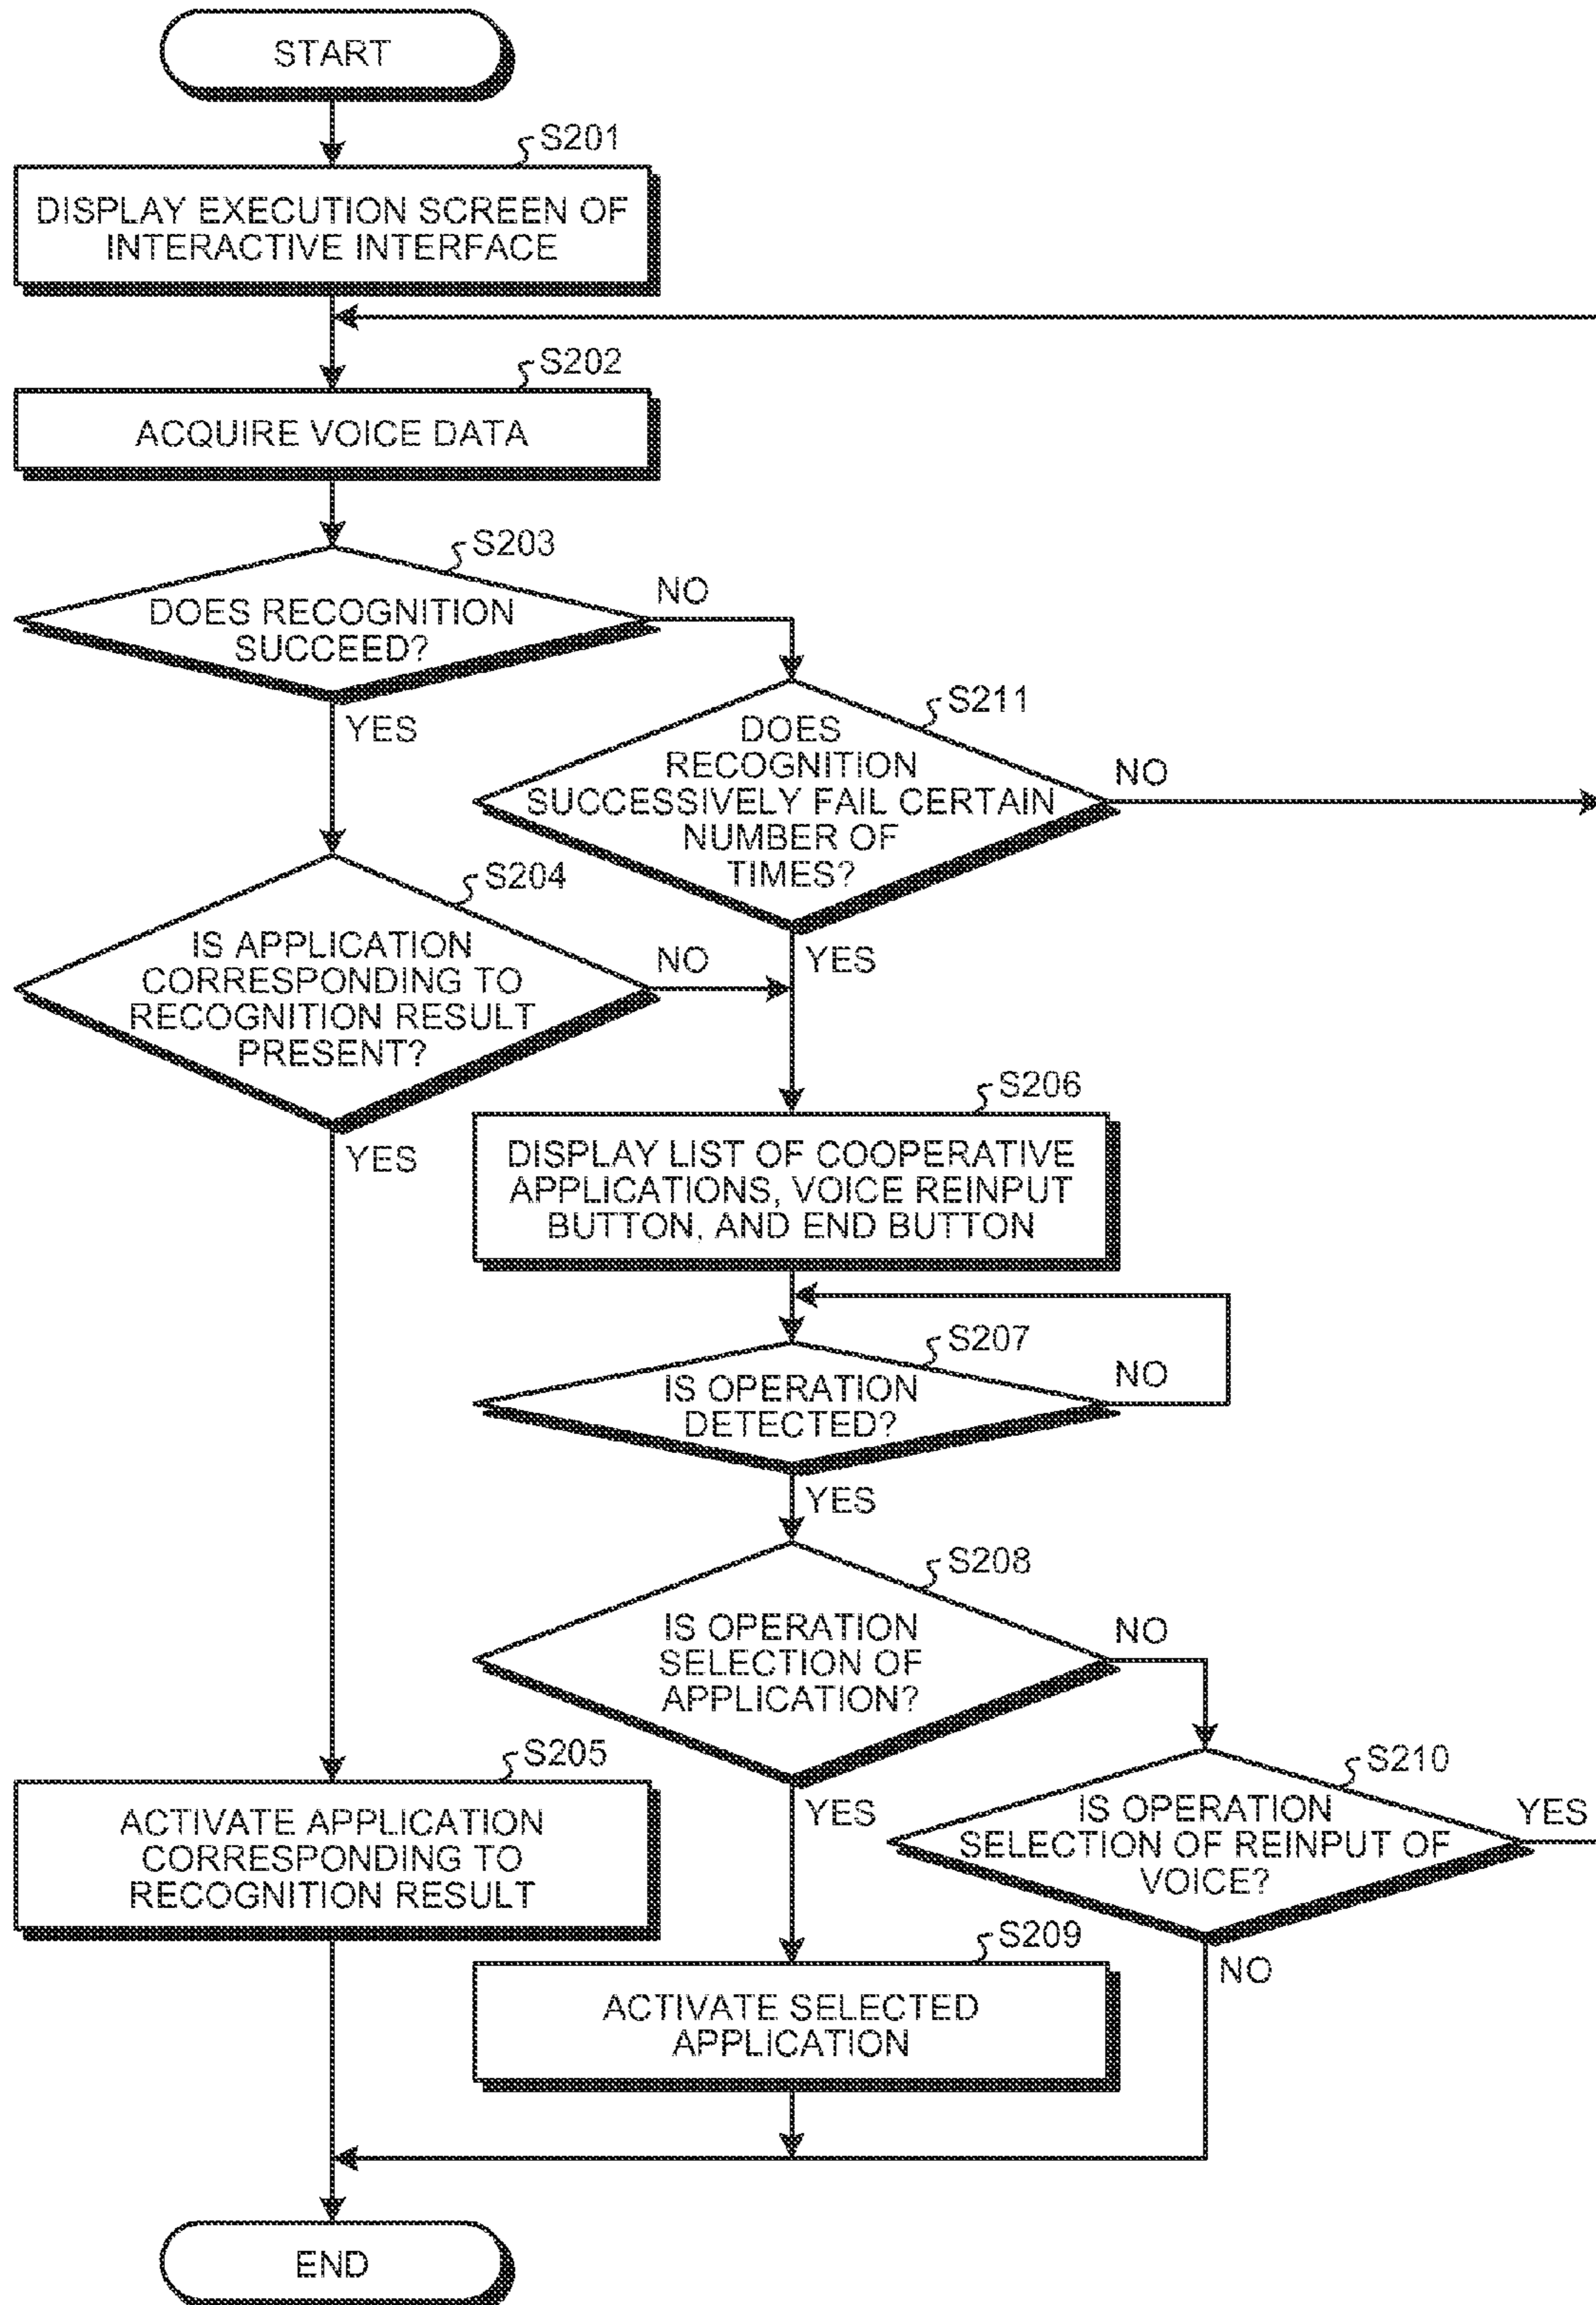 START
S201
DISPLAY EXECUTION SCREEN OF
INTERACTIVE INTERFACE
S202
ACQUIRE VOICE DATA
S203
DOES RECOGNITION
SUCCEED?
NO
YES
S211
DOES
RECOGNITION
SUCCESSIVELY FAIL CERTAIN
NUMBER OF
TIMES?
NO
YES
S204
IS APPLICATION
CORRESPONDING TO
RECOGNITION RESULT
PRESENT?
NO
YES
S206
DISPLAY LIST OF COOPERATIVE
APPLICATIONS, VOICE REINPUT
BUTTON, AND END BUTTON
S207
IS OPERATION
DETECTED?
NO
YES
S208
IS OPERATION
SELECTION OF
APPLICATION?
NO
YES
S205
ACTIVATE APPLICATION
CORRESPONDING TO
RECOGNITION RESULT
S210
IS OPERATION
SELECTION OF REINPUT OF
VOICE?
YES
NO
S209
ACTIVATE SELECTED
APPLICATION
END